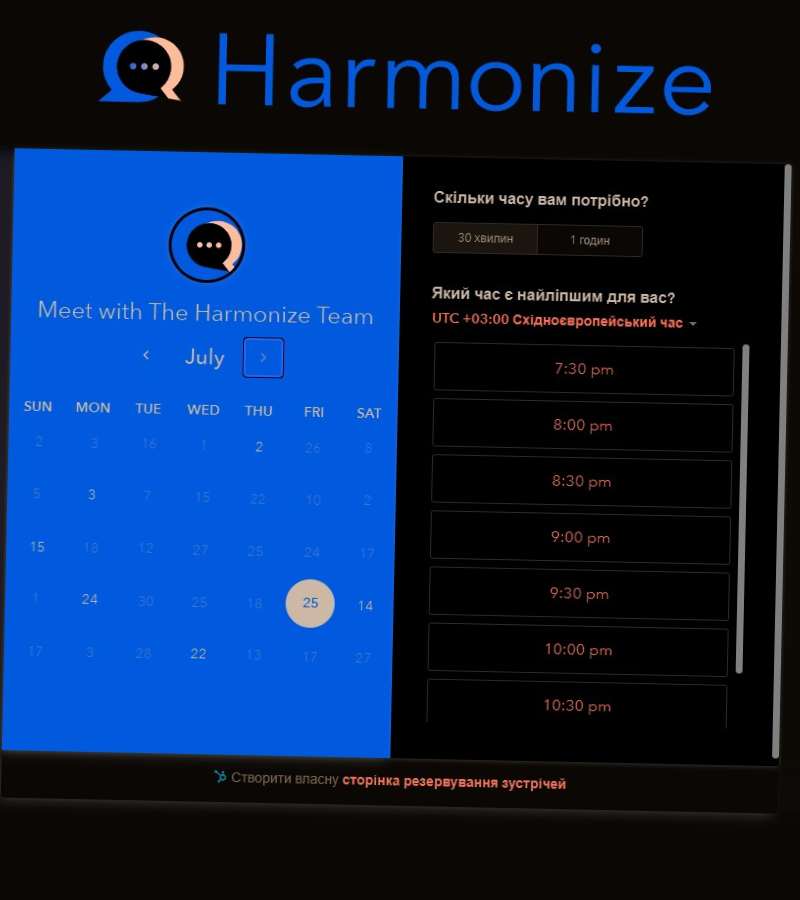 Harmonize
Meet with The Harmonize Team
July
SUN MON TUE WED THU FRI SAT
2 3 16 1 2 26 8
5 3 7 15 22 10 2
15 18 12 27 25 24 17
1 24 30 25 18 25 14
17 3 28 22 13 17 27
Скільки часу вам потрібно?
30 хвилин 1 годин
Який час є найліпшим для вас?
UTC +03:00 Східноєвропейський час
7:30 pm
8:00 pm
8:30 pm
9:00 pm
9:30 pm
10:00 pm
10:30 pm
Створити власну сторінка резервування зустрічей